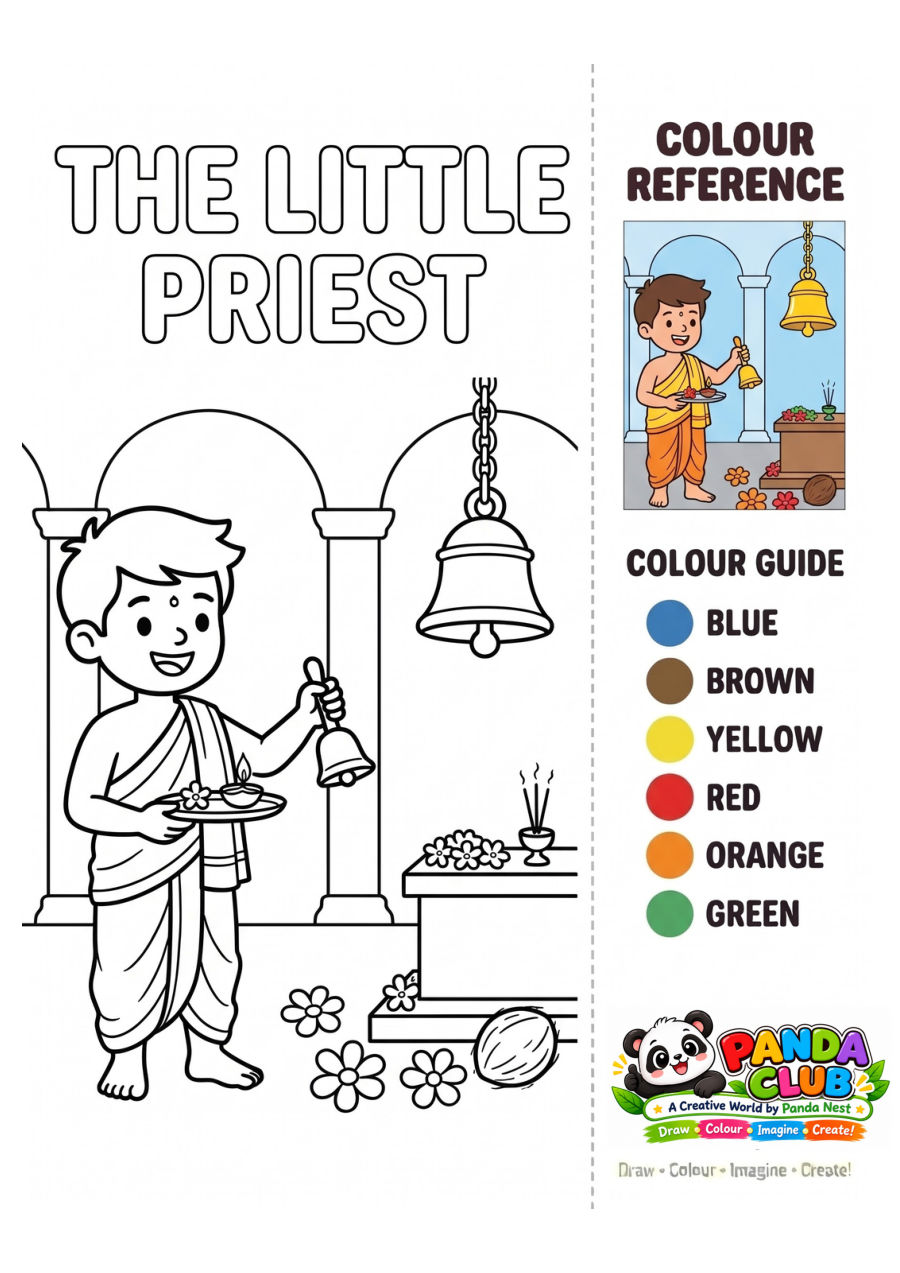 THE LITTLE
PRIEST
COLOUR
REFERENCE
COLOUR GUIDE
BLUE
BROWN
YELLOW
RED
ORANGE
GREEN
PANDA
CLUB
A Creative World by Panda Nest
Draw • Colour • Imagine • Create!
Draw • Colour • Imagine • Create!